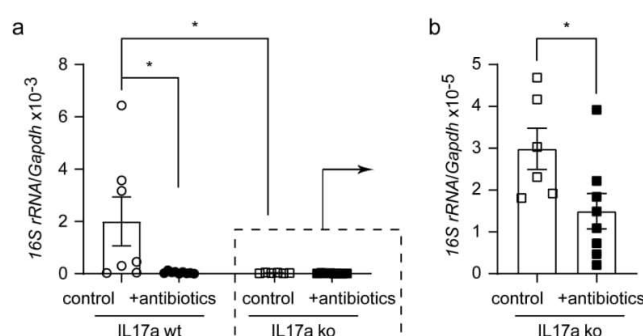 a
*
*
16S rRNA/Gapdh x10-3
8
6
4
2
0
control +antibiotics control +antibiotics
IL17a wt IL17a ko
b
*
16S rRNA/Gapdh x10-5
5
4
3
2
1
0
control +antibiotics
IL17a ko